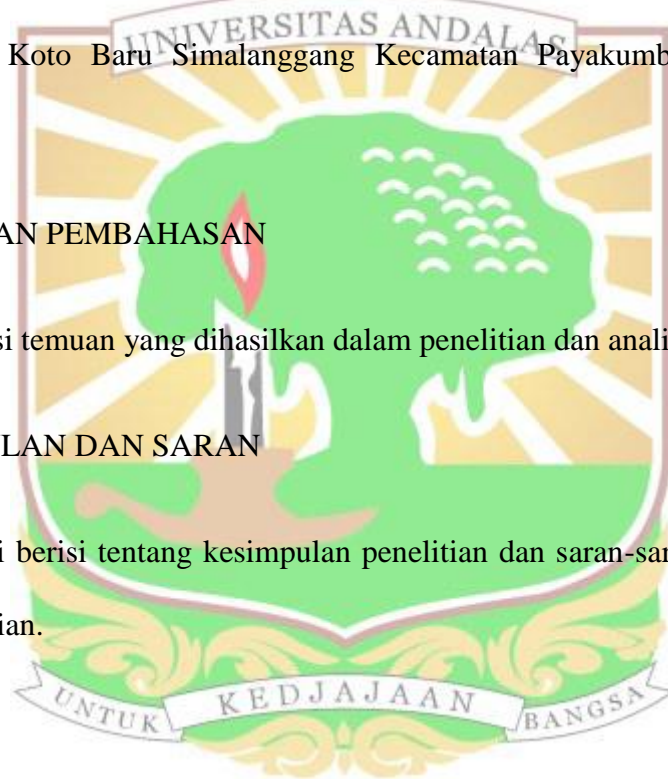 UNIVERSITAS ANDALAS
Koto Baru Simalanggang Kecamatan Payakumb
AN PEMBAHASAN
si temuan yang dihasilkan dalam penelitian dan anali
LAN DAN SARAN
i berisi tentang kesimpulan penelitian dan saran-sar
ian.
UNTUK KEDJAJAAN BANGSA